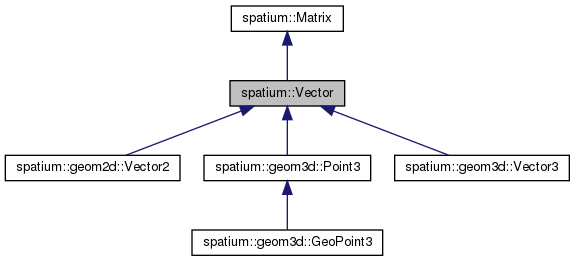 spatium::Matrix
spatium::Vector
spatium::geom2d::Vector2
spatium::geom3d::Point3
spatium::geom3d::Vector3
spatium::geom3d::GeoPoint3